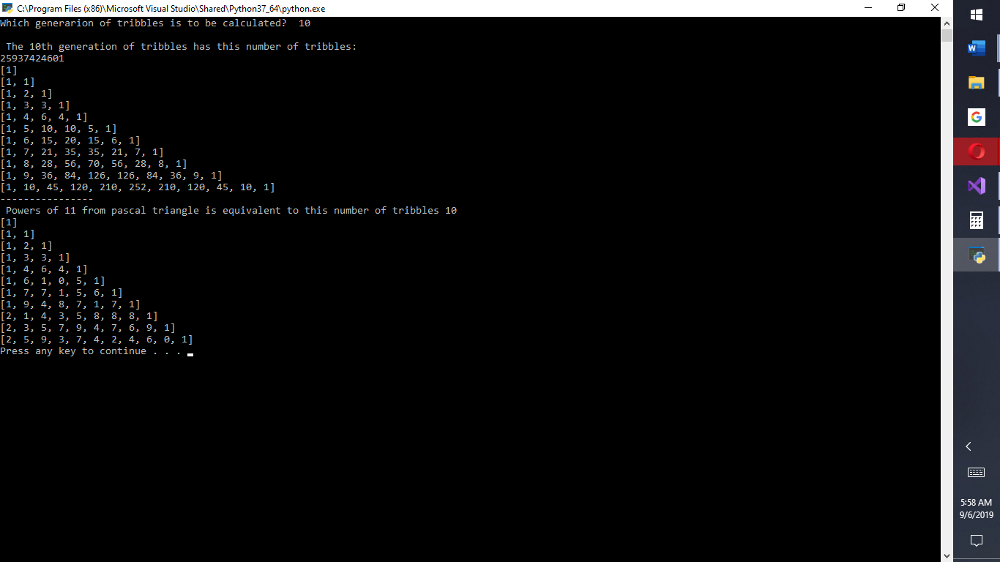 C:\Program Files (x86)\Microsoft Visual Studio\Shared\Python37_64\python.exe
Which generarion of tribbles is to be calculated?  10
The 10th generation of tribbles has this number of tribbles:
25937424601
[1]
[1, 1]
[1, 2, 1]
[1, 3, 3, 1]
[1, 4, 6, 4, 1]
[1, 5, 10, 10, 5, 1]
[1, 6, 15, 20, 15, 6, 1]
[1, 7, 21, 35, 35, 21, 7, 1]
[1, 8, 28, 56, 70, 56, 28, 8, 1]
[1, 9, 36, 84, 126, 126, 84, 36, 9, 1]
[1, 10, 45, 120, 210, 252, 210, 120, 45, 10, 1]
----------------
Powers of 11 from pascal triangle is equivalent to this number of tribbles 10
[1]
[1, 1]
[1, 2, 1]
[1, 3, 3, 1]
[1, 4, 6, 4, 1]
[1, 6, 1, 0, 5, 1]
[1, 7, 7, 1, 5, 6, 1]
[1, 9, 4, 8, 7, 1, 7, 1]
[2, 1, 4, 3, 5, 8, 8, 8, 1]
[2, 3, 5, 7, 9, 4, 7, 6, 9, 1]
[2, 5, 9, 3, 7, 4, 2, 4, 6, 0, 1]
Press any key to continue . . .
W
G
5:58 AM
9/6/2019